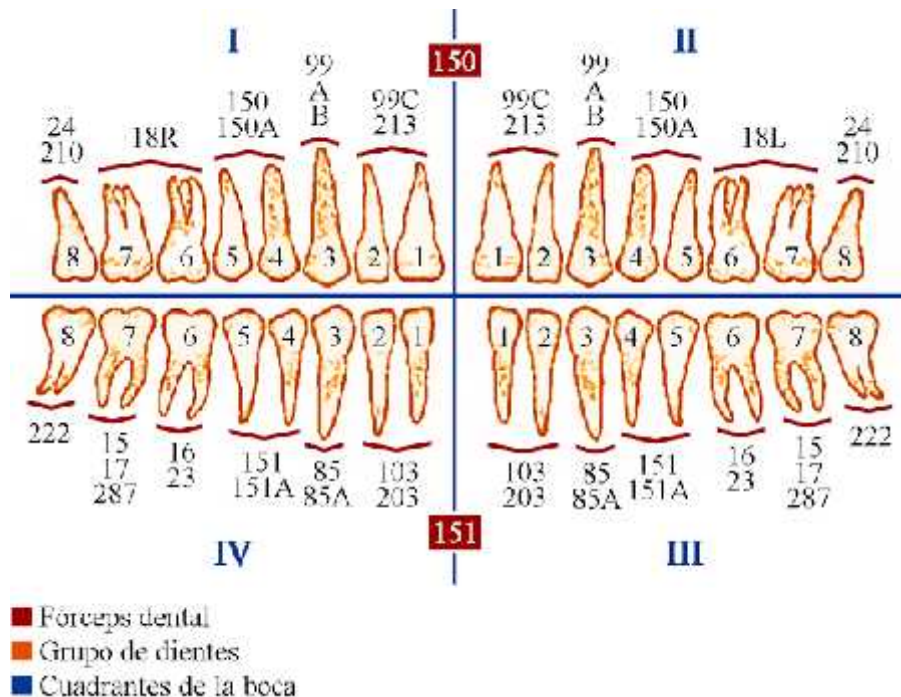 I
II
150
99
A
B
99
A
B
150
150A
99C
213
99C
213
150
150A
24
210
18R
18L
24
210
8 7 6 5 4 3 2 1 1 2 3 4 5 6 7 8
8 7 6 5 4 3 2 1 1 2 3 4 5 6 7 8
222
15
17
287
16
23
151
151A
85
85A
103
203
103
203
85
85A
151
151A
16
23
15
17
287
222
IV
151
III
Fórceps dental
Grupo de dientes
Cuadrantes de la boca